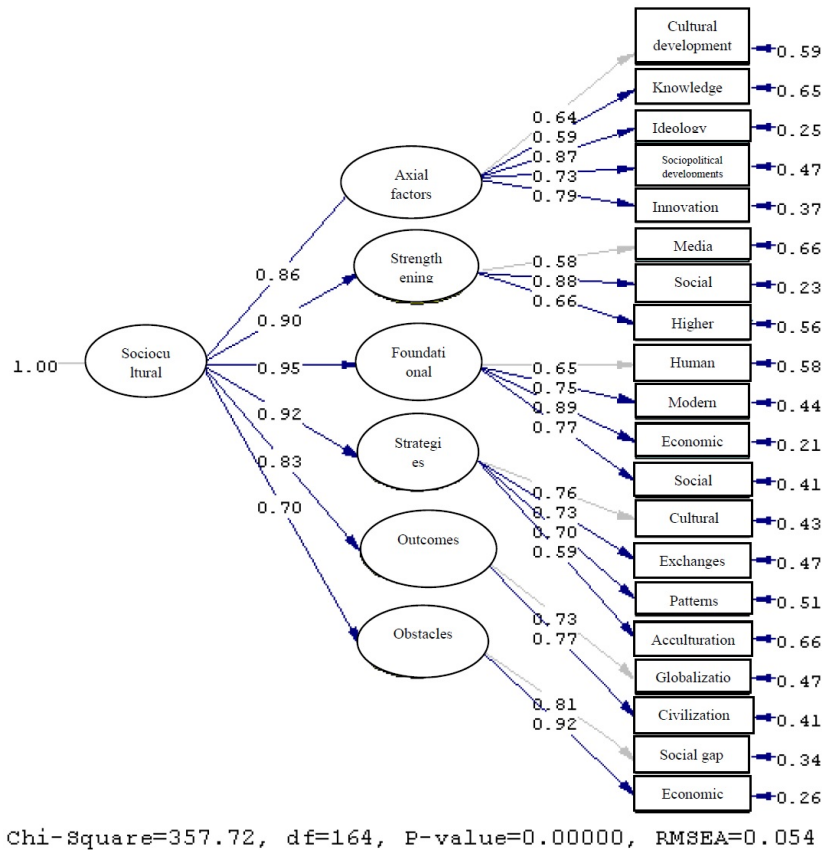 Cultural
development
0.59
Knowledge
0.65
0.64
0.59
Ideology
0.25
0.87
Axial
factors
Sociopolitical
developments
0.47
0.73
0.79
Innovation
0.37
Media
0.66
Strength
ening
0.58
0.86
0.88
Social
0.23
0.66
Higher
0.56
0.90
Sociocu
ltural
1.00
0.95
Foundati
onal
0.65
Human
0.58
0.75
Modern
0.44
0.89
0.92
0.77
Economic
0.21
Strategi
es
0.83
Social
0.41
0.76
0.70
0.73
Cultural
0.43
0.70
0.59
Outcomes
Exchanges
0.47
Patterns
0.51
0.73
Obstacles
0.77
Acculturation
0.66
Globalizatio
0.47
0.81
0.92
Civilization
0.41
Social gap
0.34
Economic
0.26
Chi-Square=357.72, df=164, P-value=0.00000, RMSEA=0.054